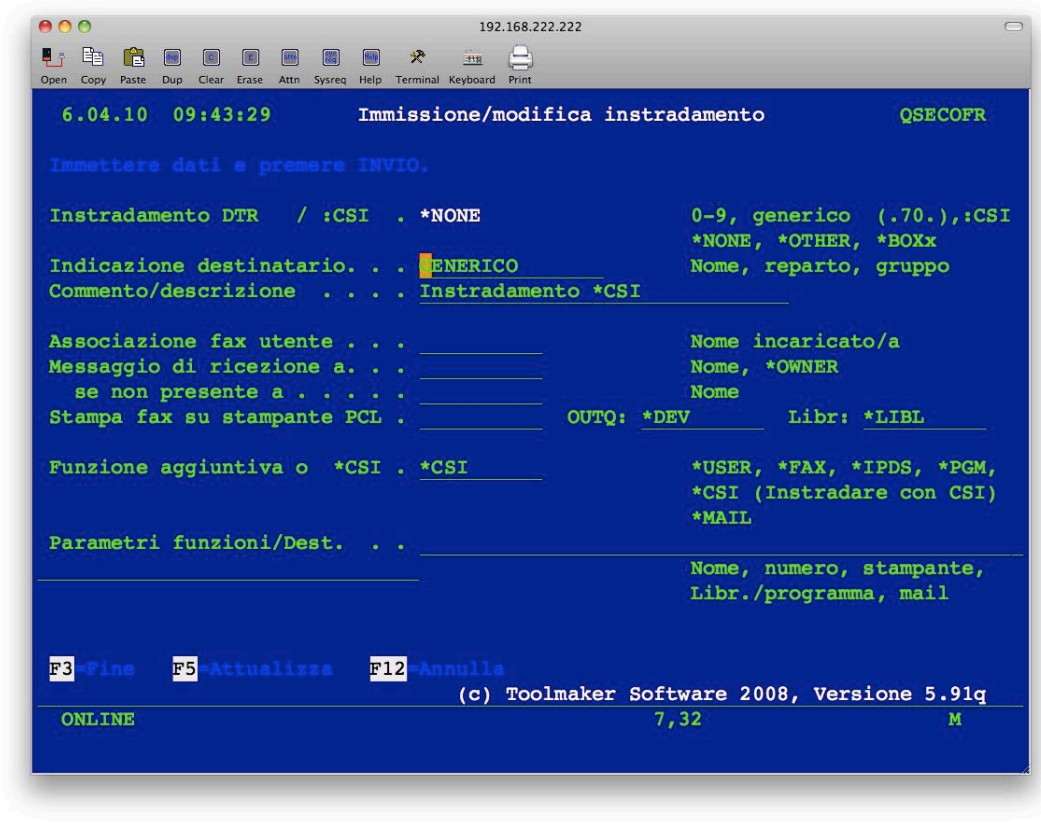 192.168.222.222
Open Copy Paste Dup Clear Erase Attn Sysreq Help Terminal Keyboard Print
6.04.10 09:43:29 Immissione/modifica instradamento QSECOFR
Immettere dati e premere INVIO.
Instradamento DTR / :CSI . *NONE 0-9, generico (.70.),:CSI
*NONE, *OTHER, *BOXx
Indicazione destinatario. . . GENERICO Nome, reparto, gruppo
Commento/descrizione . . . . Instradamento *CSI
Associazione fax utente . . . Nome incaricato/a
Messaggio di ricezione a. . . Nome, *OWNER
se non presente a . . . . . Nome
Stampa fax su stampante PCL . OUTQ: *DEV Libr: *LIBL
Funzione aggiuntiva o *CSI . *CSI *USER, *FAX, *IPDS, *PGM,
*CSI (Instradare con CSI)
*MAIL
Parametri funzioni/Dest. . .
Nome, numero, stampante,
Libr./programma, mail
F3=Fine F5=Attualizza F12=Annulla
(c) Toolmaker Software 2008, Versione 5.91q
ONLINE 7,32 M